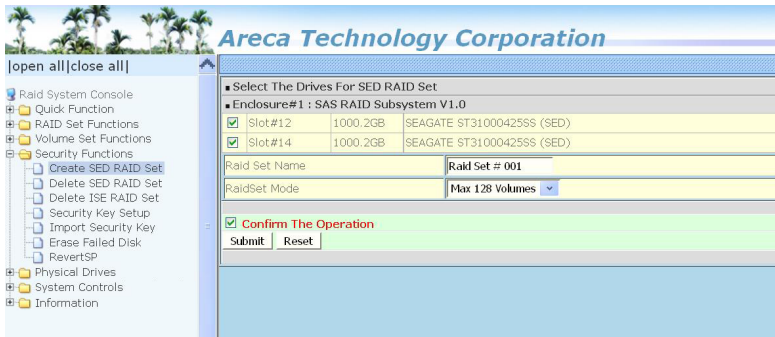 Areca Technology Corporation
|open all|close all|
Raid System Console
Quick Function
RAID Set Functions
Volume Set Functions
Security Functions
Create SED RAID Set
Delete SED RAID Set
Delete ISE RAID Set
Security Key Setup
Import Security Key
Erase Failed Disk
RevertSP
Physical Drives
System Controls
Information
Select The Drives For SED RAID Set
Enclosure#1 : SAS RAID Subsystem V1.0
Slot#12 1000.2GB SEAGATE ST31000425SS (SED)
Slot#14 1000.2GB SEAGATE ST31000425SS (SED)
Raid Set Name Raid Set # 001
RaidSet Mode Max 128 Volumes
Confirm The Operation
Submit Reset